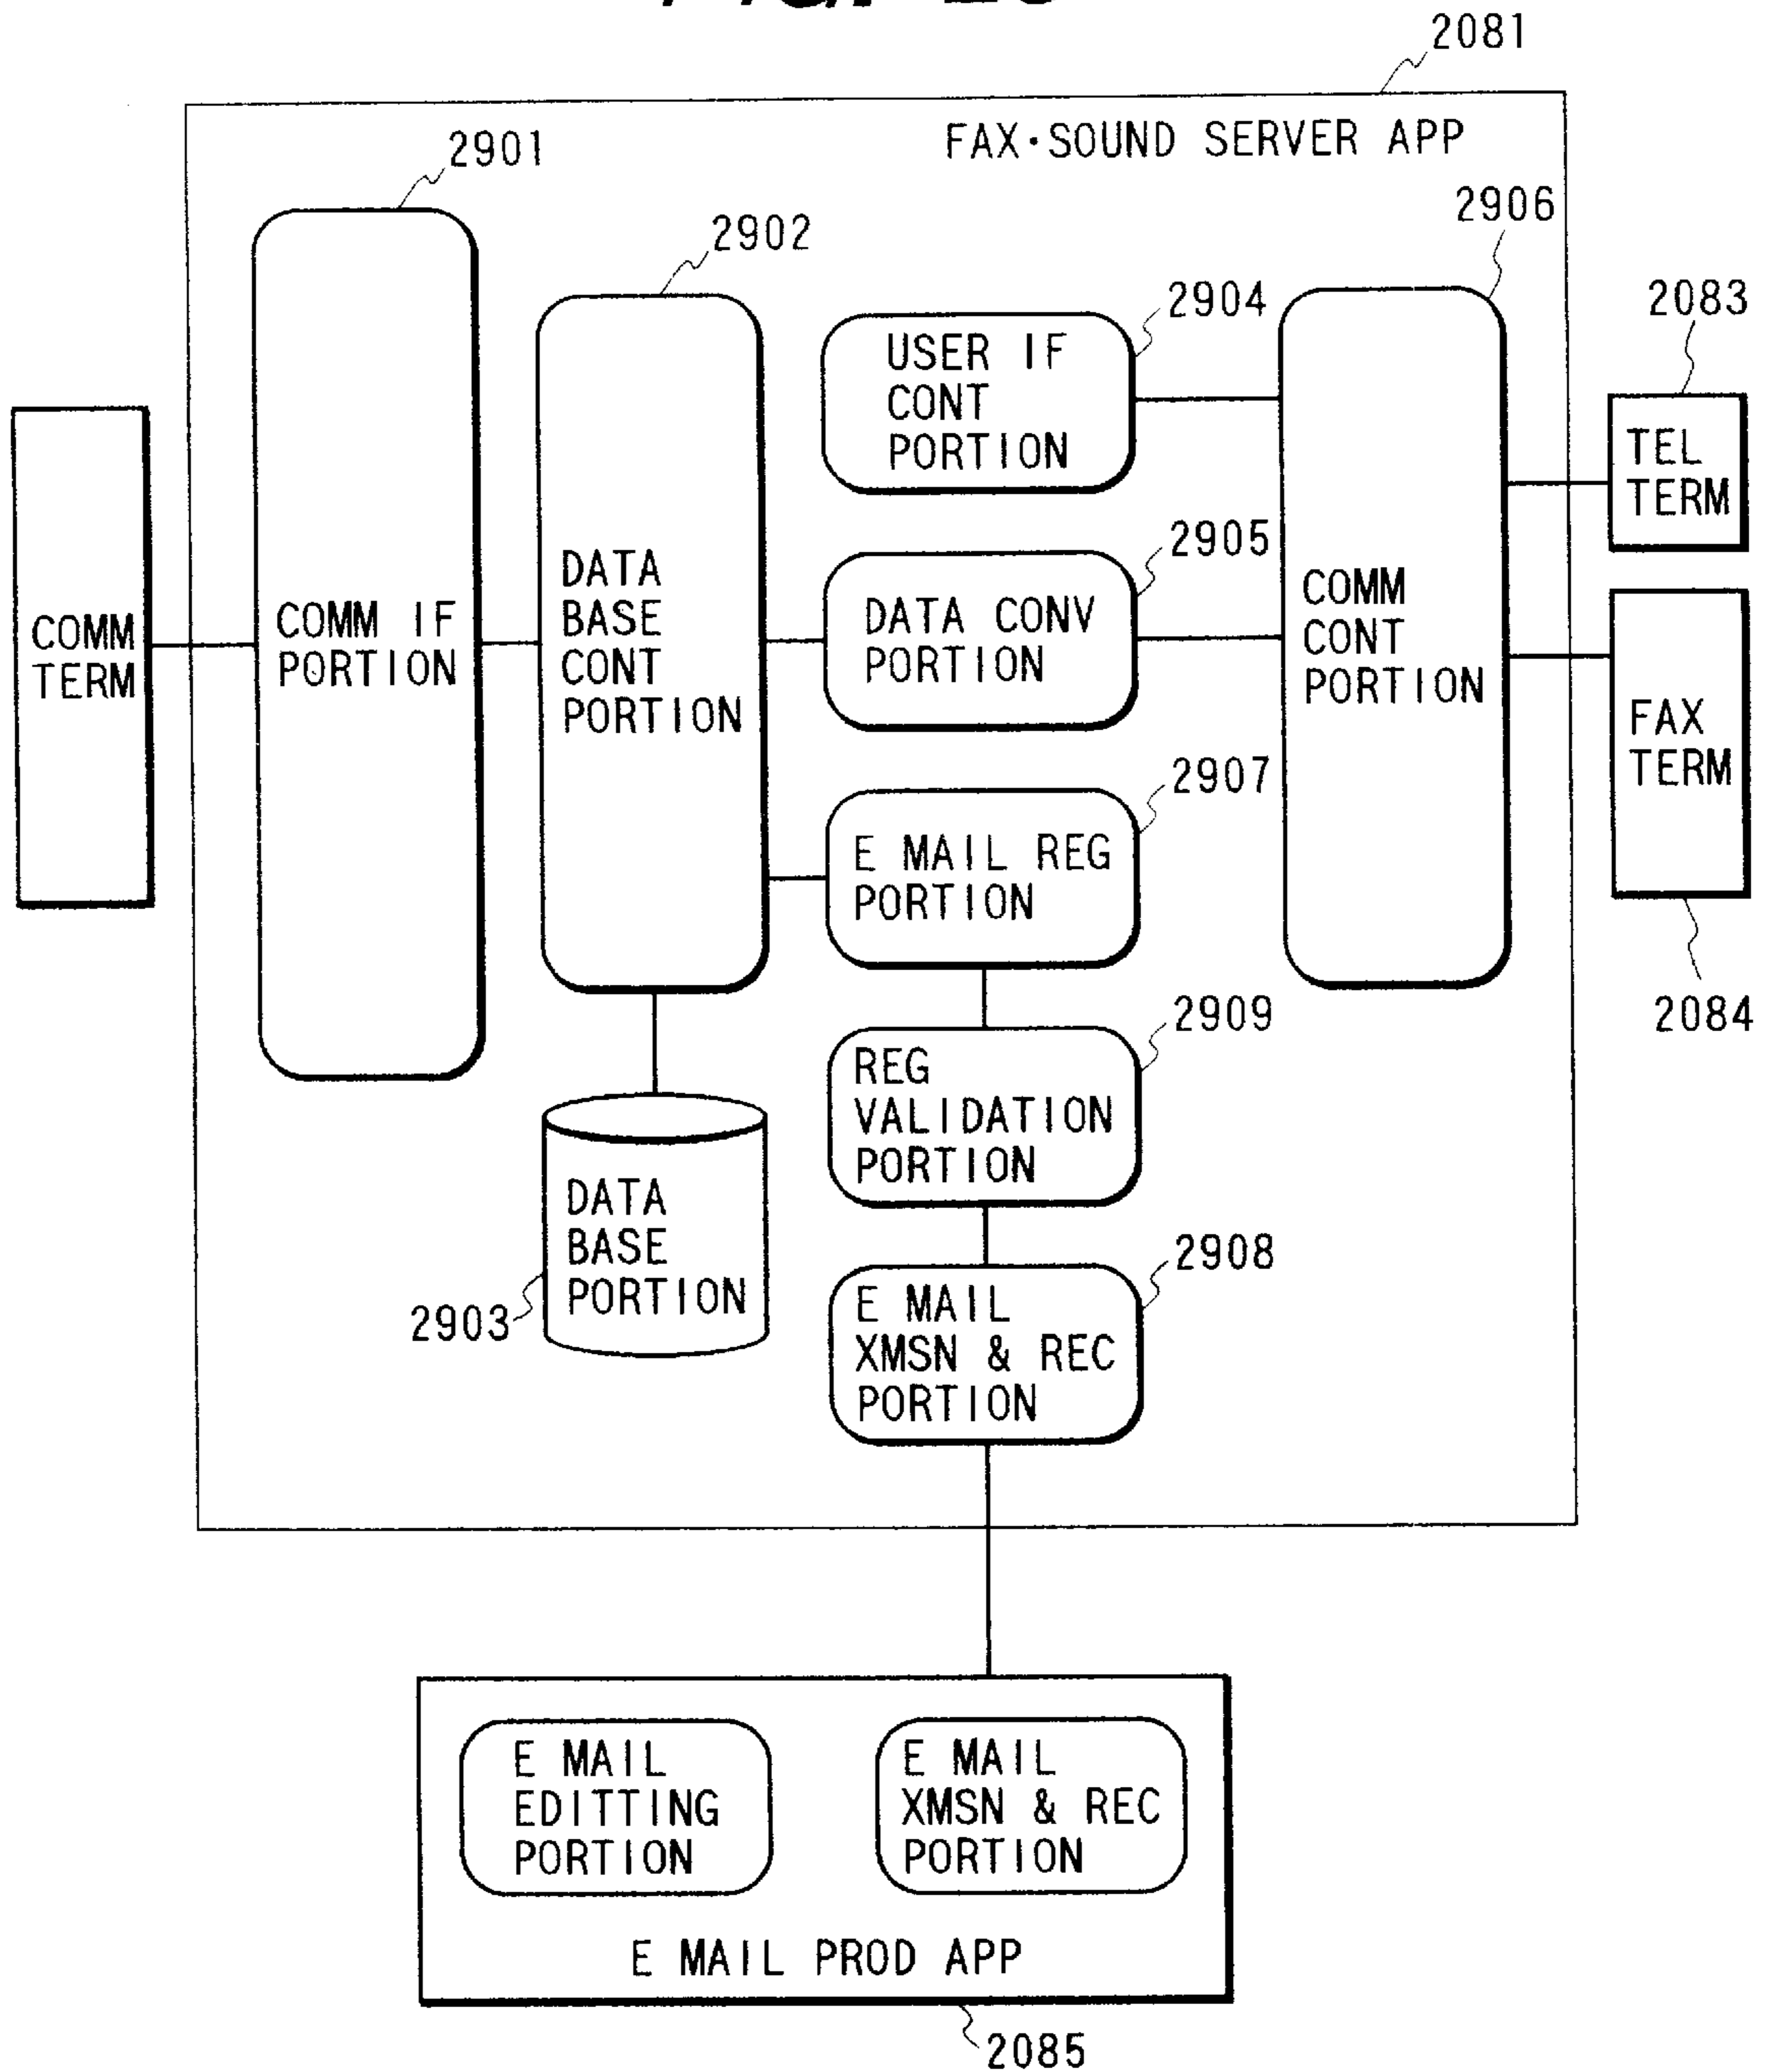 2081
FAX·SOUND SERVER APP
2901
2902
2904
2906
2083
USER IF
CONT
PORTION
TEL
TERM
2905
COMM
TERM
COMM IF
PORTION
DATA
BASE
CONT
PORTION
DATA CONV
PORTION
COMM
CONT
PORTION
FAX
TERM
2907
E MAIL REG
PORTION
2084
2909
REG
VALIDATION
PORTION
DATA
BASE
PORTION
2903
2908
E MAIL
XMSN & REC
PORTION
E MAIL
EDITTING
PORTION
E MAIL
XMSN & REC
PORTION
E MAIL PROD APP
2085